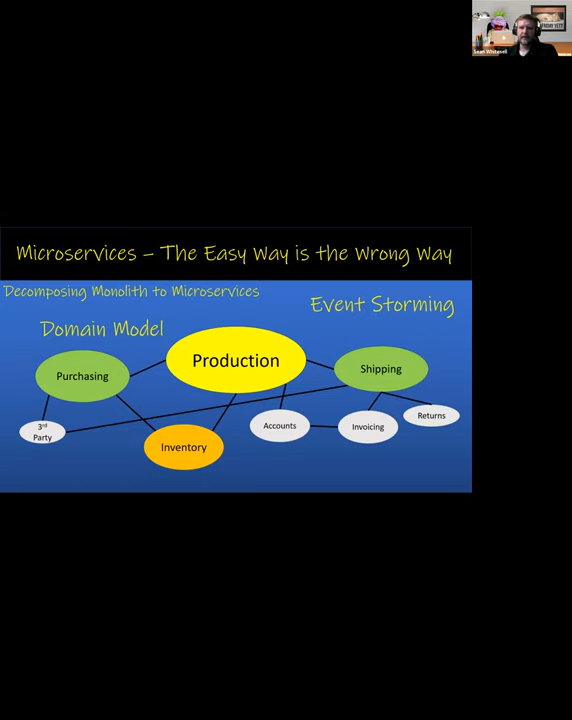 Sean Whitesell
Microservices – The Easy Way is the Wrong Way
Decomposing Monolith to Microservices
Event Storming
Domain Model
Production
Purchasing
Shipping
3rd
Party
Accounts
Invoicing
Returns
Inventory